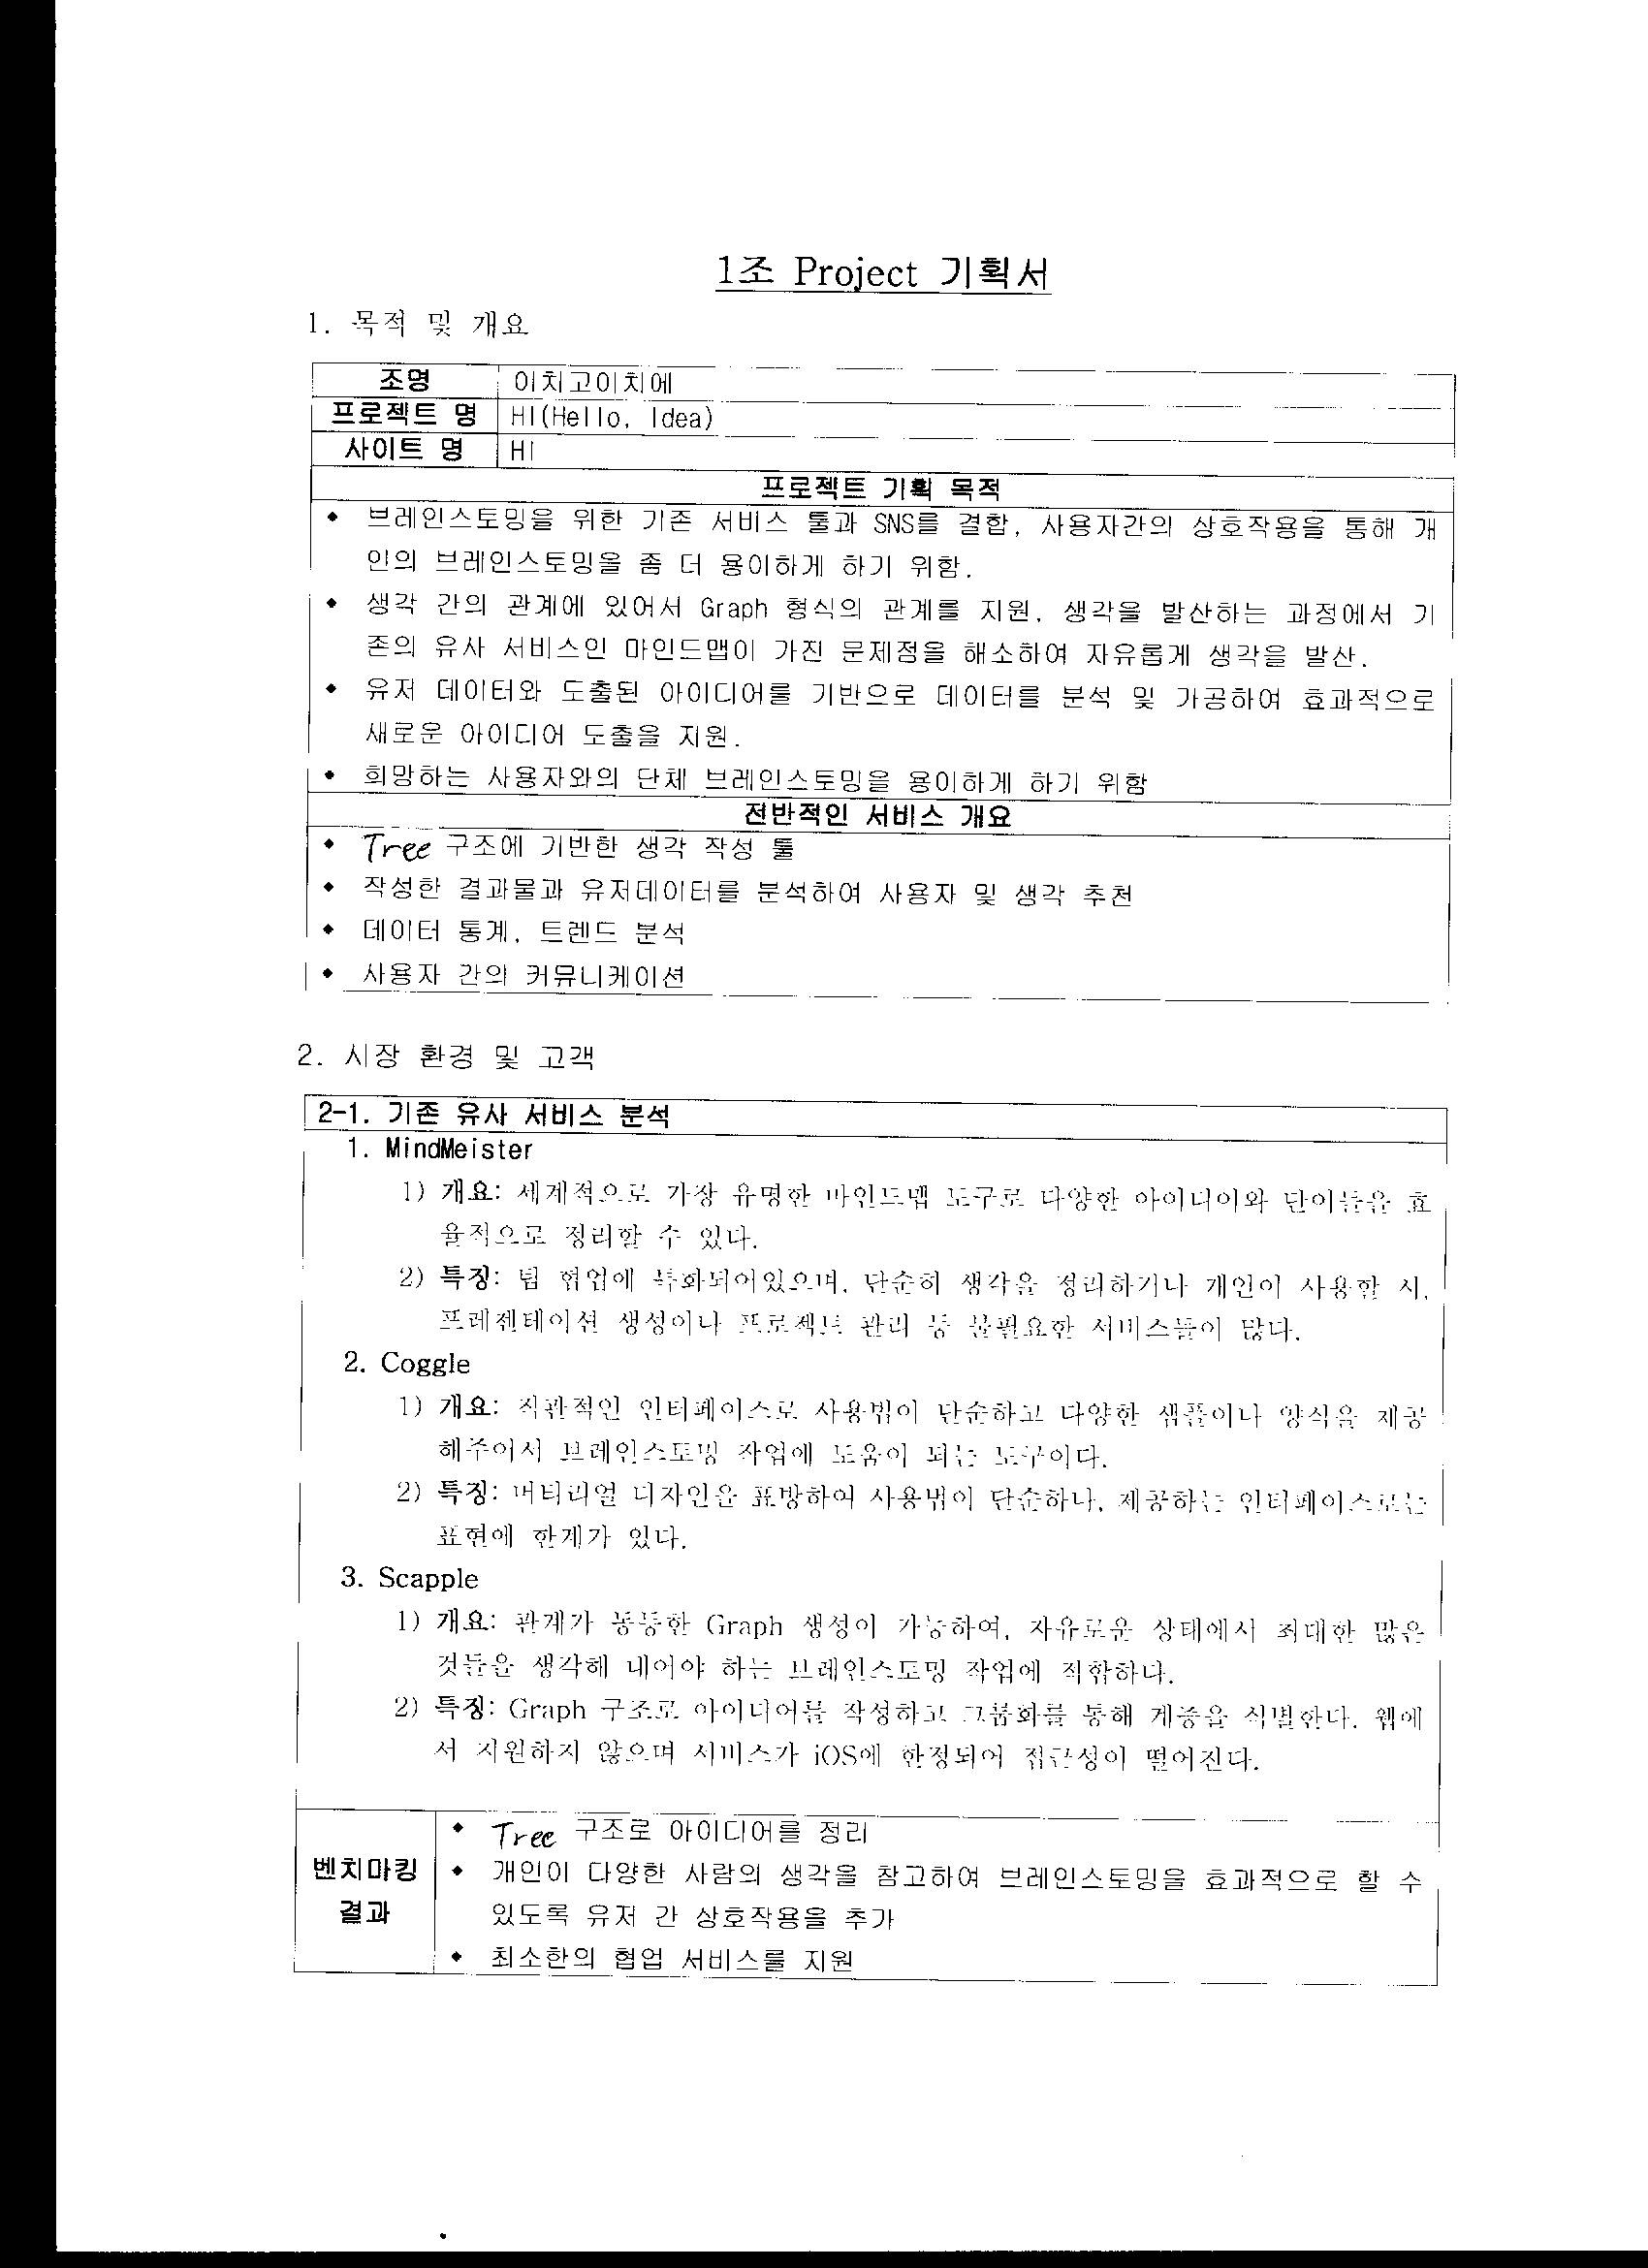 1조 Project 기획서
1. 목적 및 개요
조명 이치고이치에
프로젝트 명 HI(Hello, Idea)
사이트 명 HI
프로젝트 기획 목적
◆ 브레인스토밍을 위한 기존 서비스 툴과 SNS를 결합, 사용자간의 상호작용을 통해 개
인의 브레인스토밍을 좀 더 용이하게 하기 위함.
◆ 생각 간의 관계에 있어서 Graph 형식의 관계를 지원, 생각을 발산하는 과정에서 기
존의 유사 서비스인 마인드맵이 가진 문제점을 해소하여 자유롭게 생각을 발산.
◆ 유저 데이터와 도출된 아이디어를 기반으로 데이터를 분석 및 가공하여 효과적으로
새로운 아이디어 도출을 지원.
◆ 희망하는 사용자와의 단체 브레인스토밍을 용이하게 하기 위함
전반적인 서비스 개요
◆ Tree 구조에 기반한 생각 작성 툴
◆ 작성한 결과물과 유저데이터를 분석하여 사용자 및 생각 추천
◆ 데이터 통계, 트렌드 분석
◆ 사용자 간의 커뮤니케이션
2. 시장 환경 및 고객
2-1. 기존 유사 서비스 분석
1. MindMeister
1) 개요: 세계적으로 가장 유명한 마인드맵 도구로 다양한 아이디어와 단어들을 효
율적으로 정리할 수 있다.
2) 특징: 팀 협업에 특화되어있으며, 단순히 생각을 정리하거나 개인이 사용할 시,
프레젠테이션 생성이나 프로젝트 관리 등 불필요한 서비스들이 많다.
2. Coggle
1) 개요: 직관적인 인터페이스로 사용법이 단순하고 다양한 샘플이나 양식을 제공
해주어서 브레인스토밍 작업에 도움이 되는 도구이다.
2) 특징: 머티리얼 디자인을 표방하여 사용법이 단순하나, 제공하는 인터페이스로는
표현에 한계가 있다.
3. Scapple
1) 개요: 관계가 동등한 Graph 생성이 가능하여, 자유로운 상태에서 최대한 많은
것들을 생각해 내어야 하는 브레인스토밍 작업에 적합하다.
2) 특징: Graph 구조로 아이디어를 작성하고 그룹화를 통해 계층을 식별한다. 웹에
서 지원하지 않으며 서비스가 iOS에 한정되어 접근성이 떨어진다.
벤치마킹 결과
◆ Tree 구조로 아이디어를 정리
◆ 개인이 다양한 사람의 생각을 참고하여 브레인스토밍을 효과적으로 할 수
있도록 유저 간 상호작용을 추가
◆ 최소한의 협업 서비스를 지원